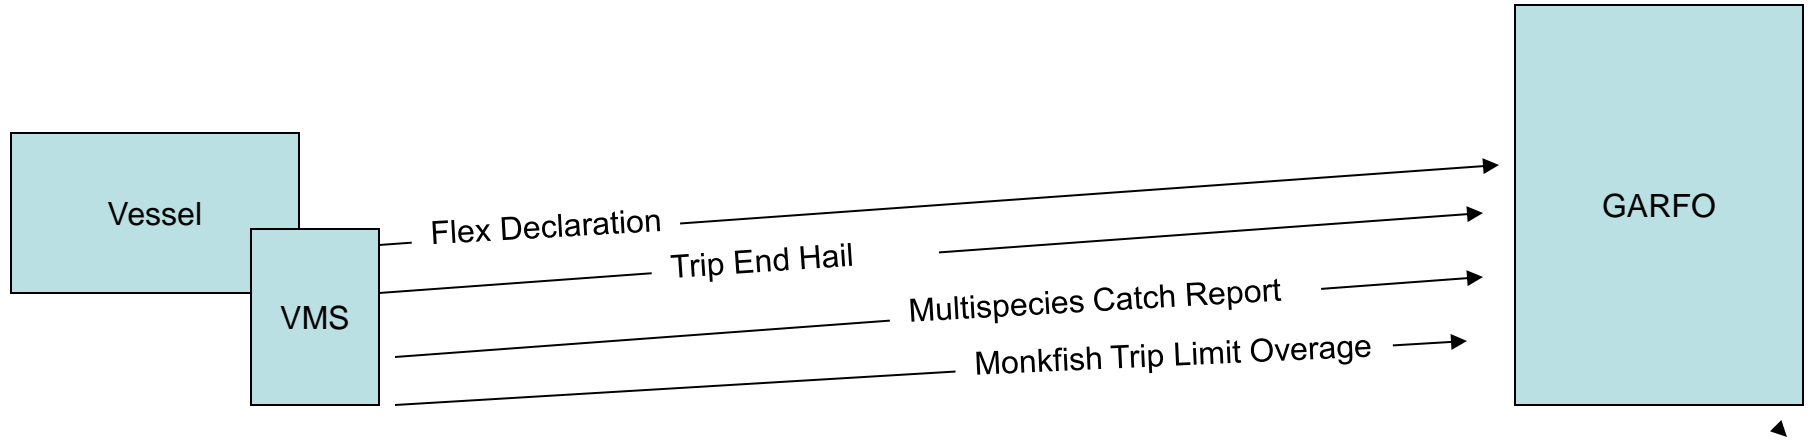 Vessel
VMS
Flex Declaration
Trip End Hail
Multispecies Catch Report
Monkfish Trip Limit Overage
GARFO